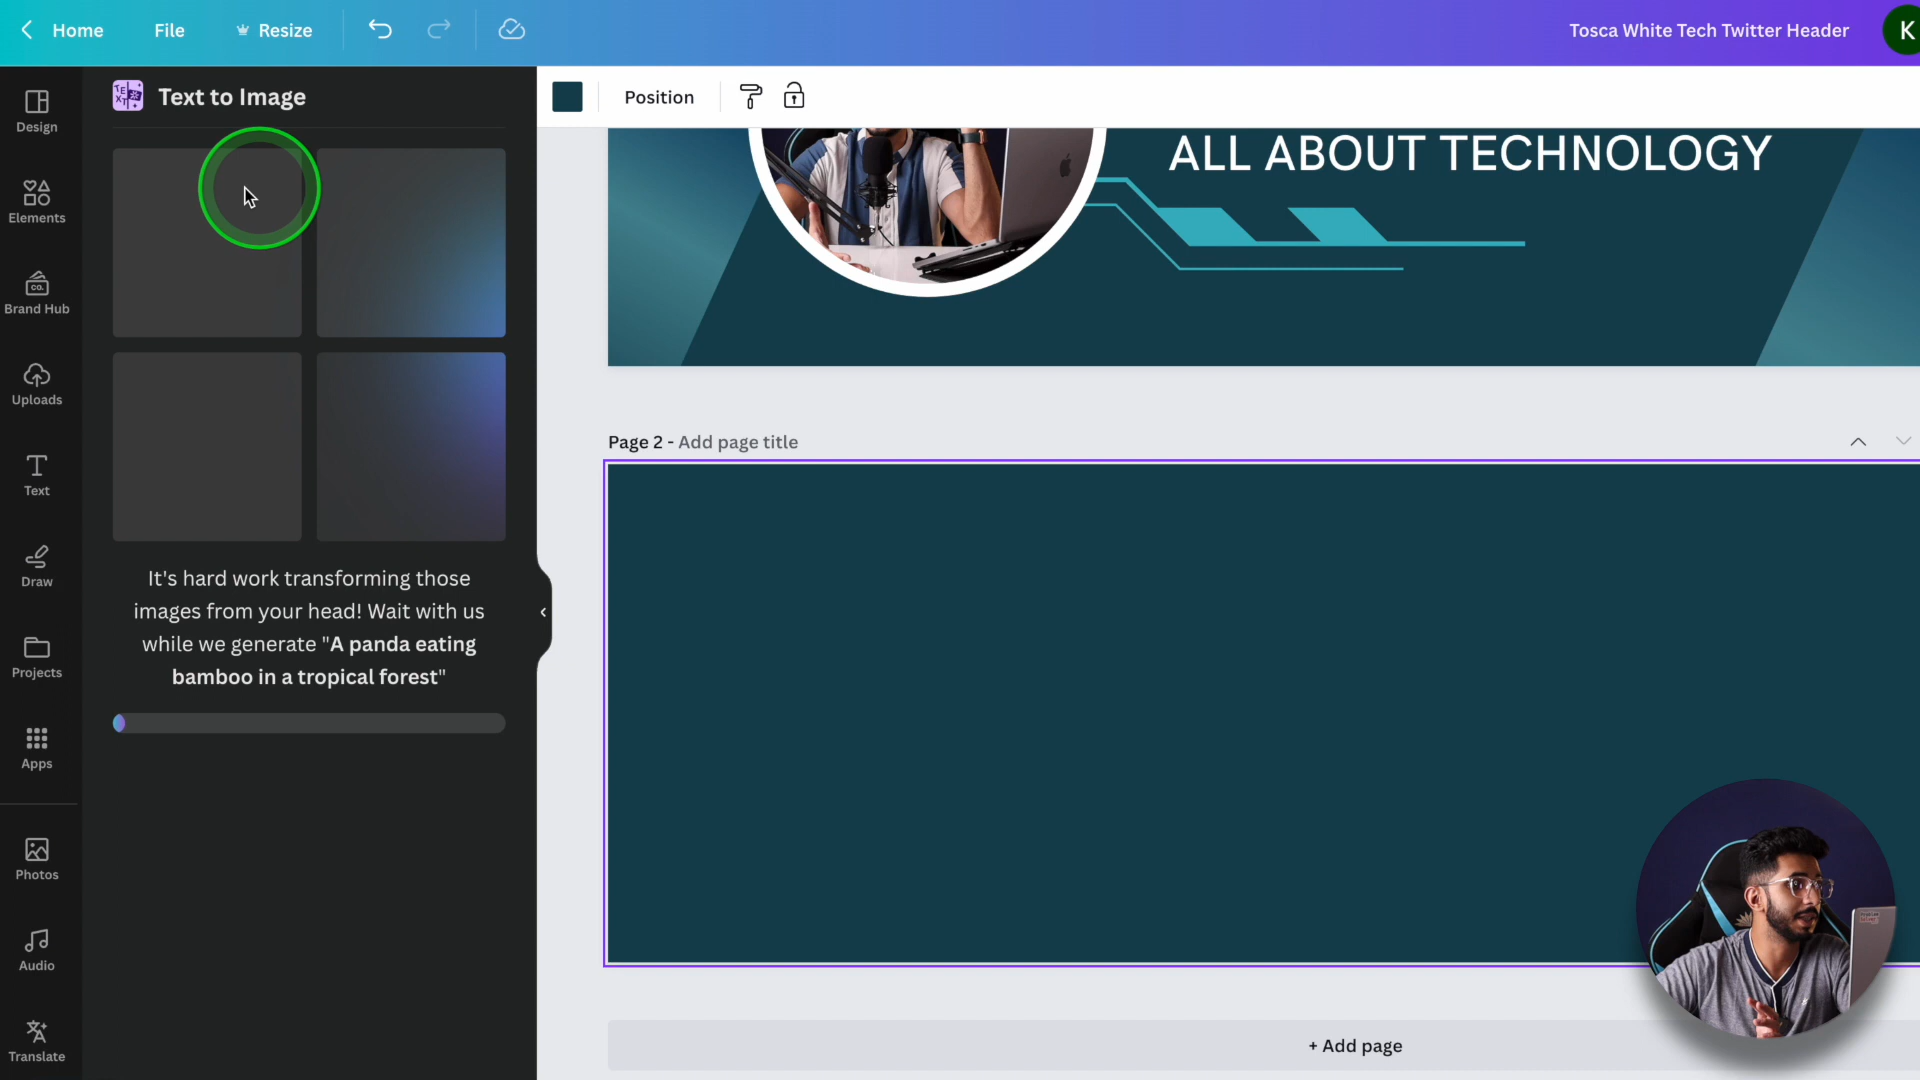 Home File Resize
Tosca White Tech Twitter Header
K
Text to Image
Position
Design
Elements
CO.
Brand Hub
Uploads
Text
Draw
Projects
Apps
Photos
Audio
Translate
It's hard work transforming those
images from your head! Wait with us
while we generate "A panda eating
bamboo in a tropical forest"
ALL ABOUT TECHNOLOGY
Page 2 - Add page title
+ Add page